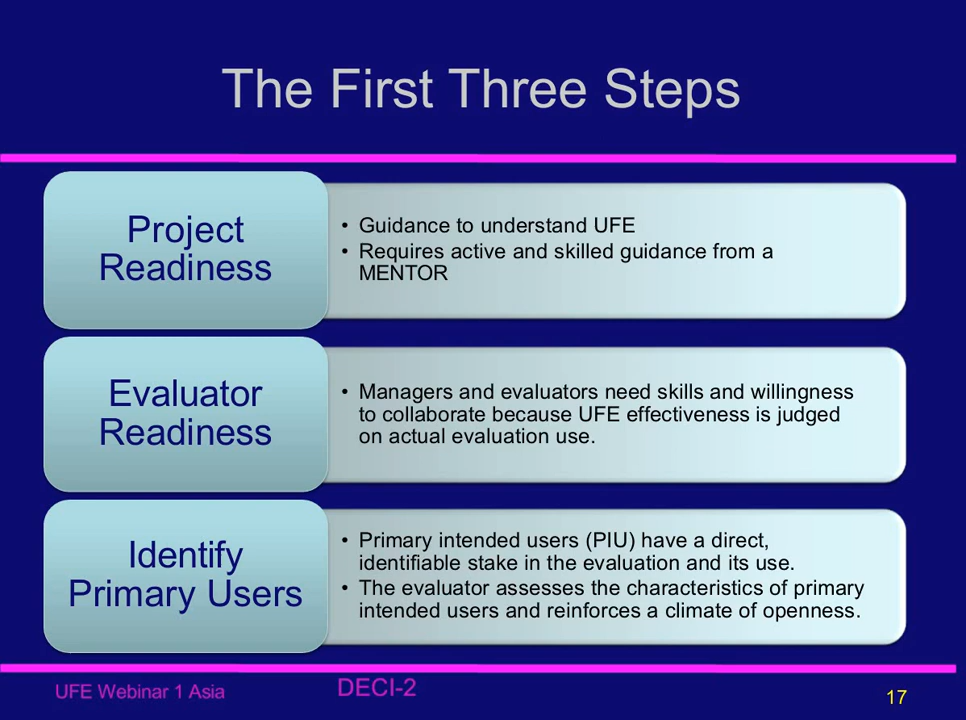 The First Three Steps
Project
Readiness
• Guidance to understand UFE
• Requires active and skilled guidance from a
MENTOR
Evaluator
Readiness
• Managers and evaluators need skills and willingness
to collaborate because UFE effectiveness is judged
on actual evaluation use.
Identify
Primary Users
• Primary intended users (PIU) have a direct,
identifiable stake in the evaluation and its use.
• The evaluator assesses the characteristics of primary
intended users and reinforces a climate of openness.
UFE Webinar 1 Asia
DECI-2
17